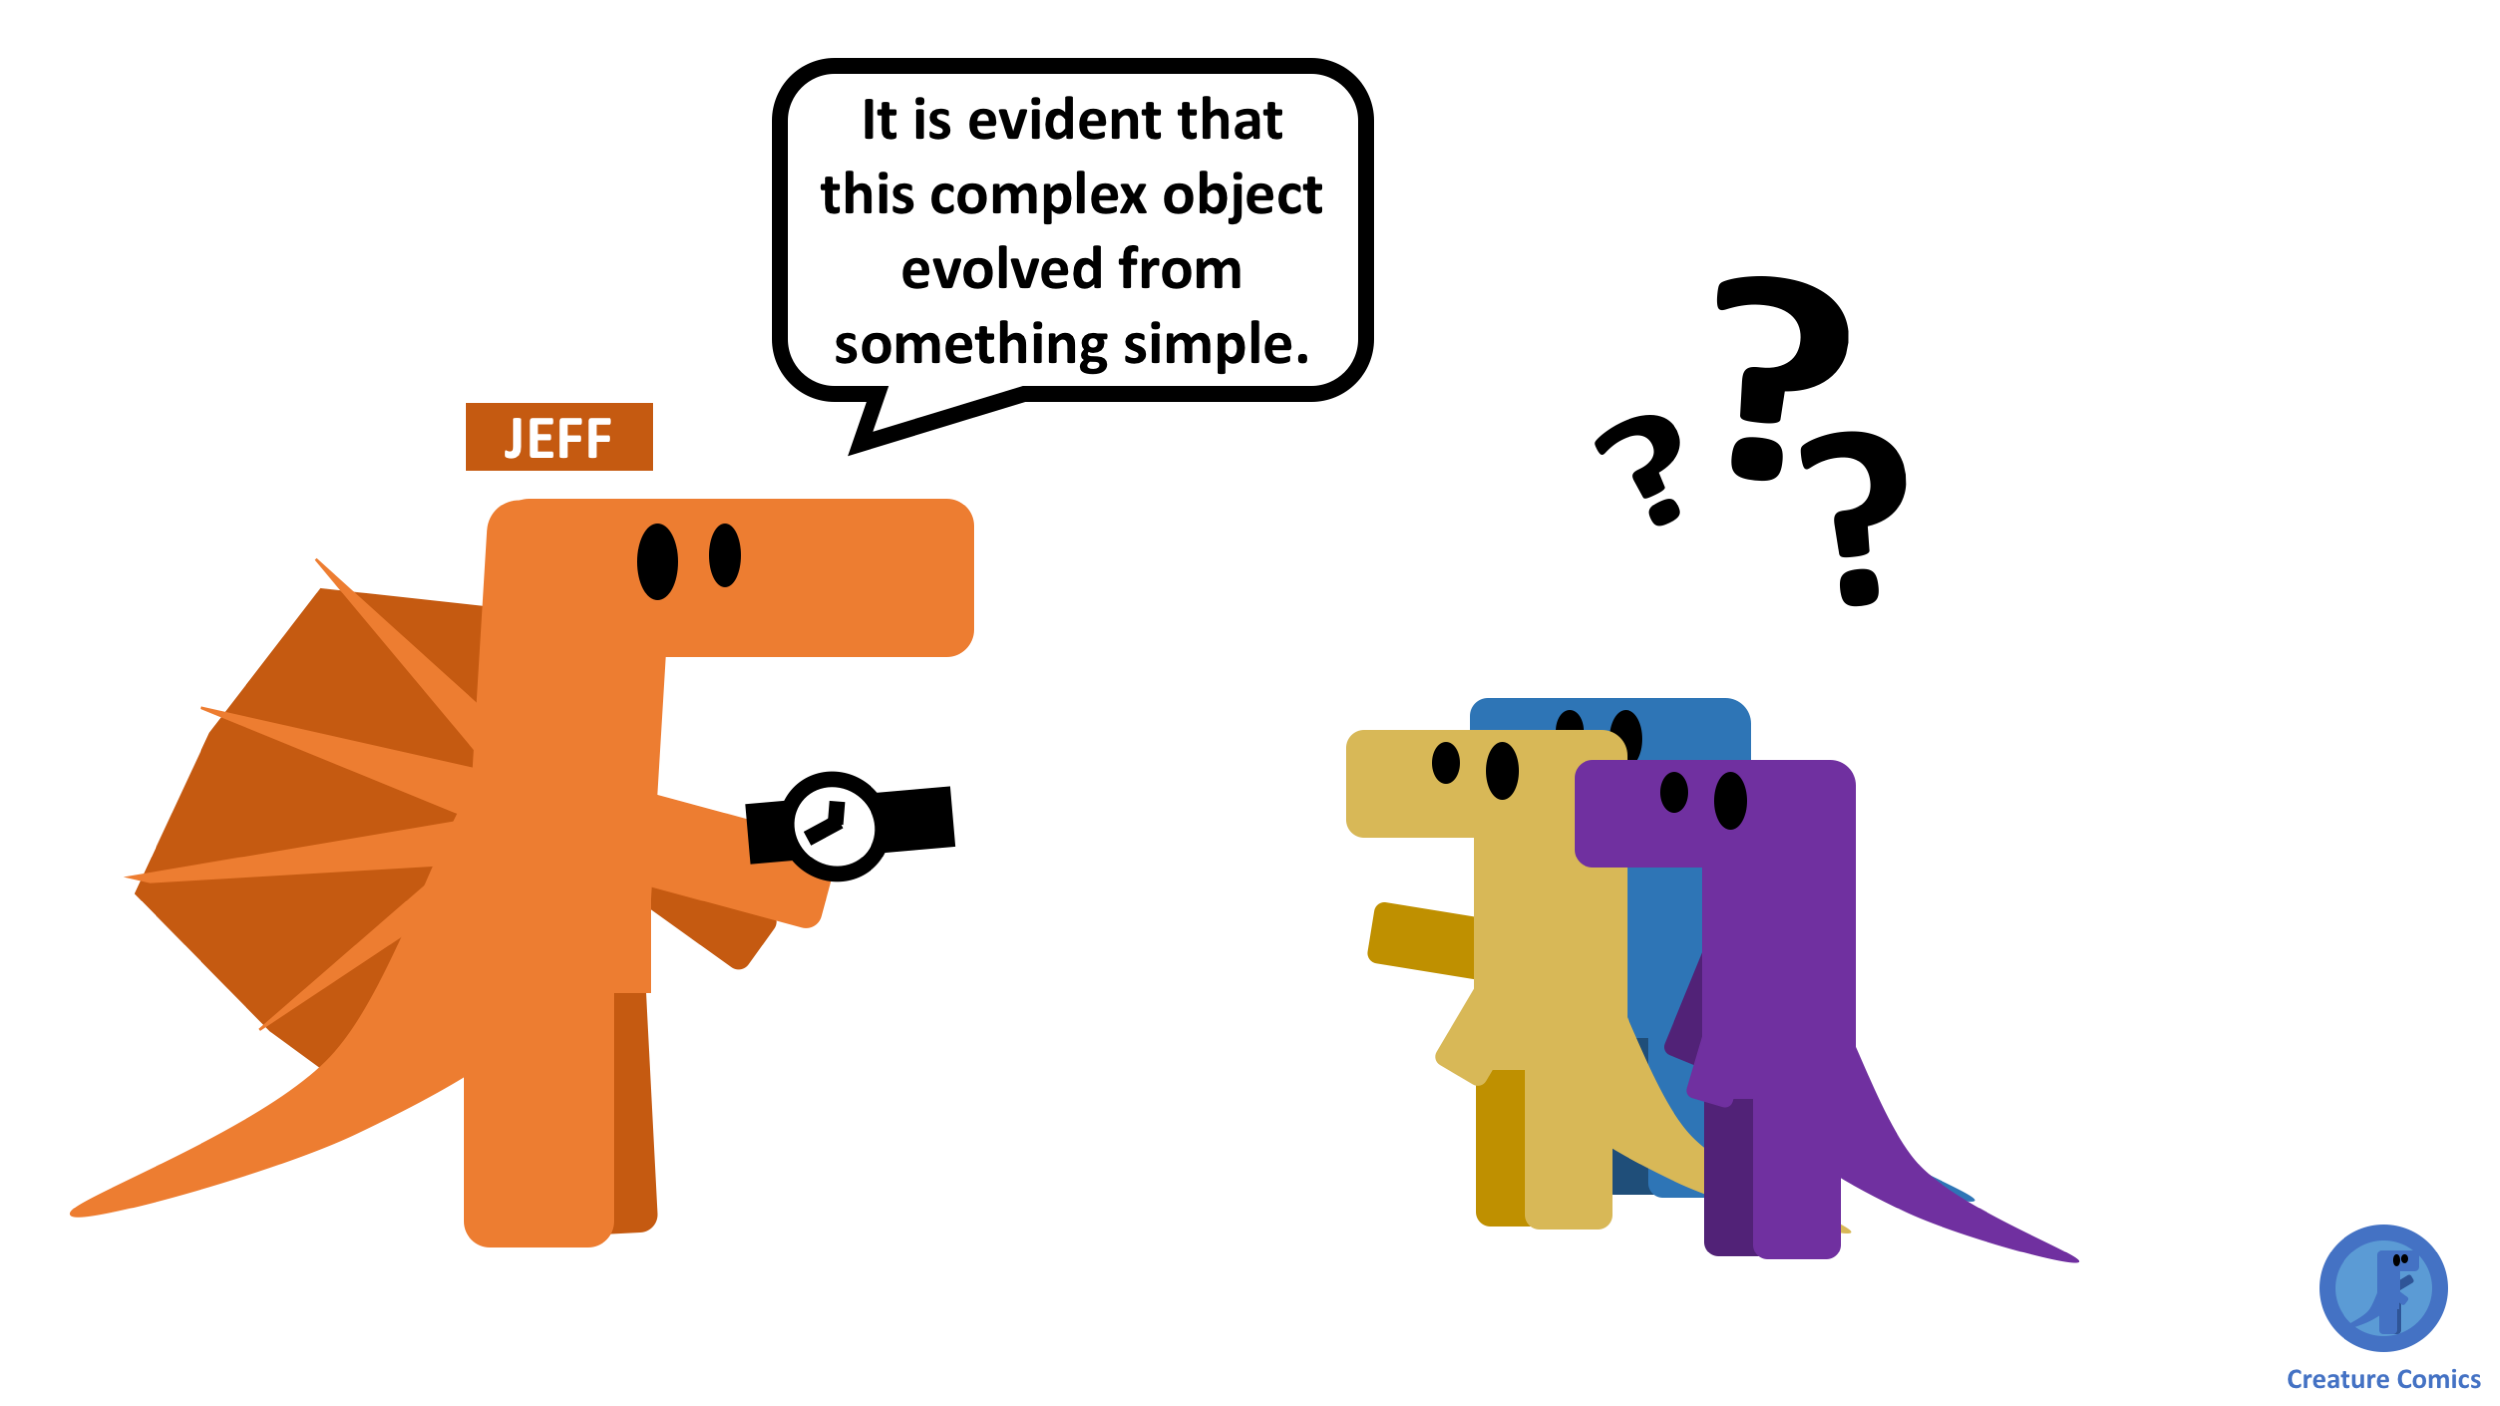 It is evident that
this complex object
evolved from
something simple.
JEFF
?
?
?
Creature Comics